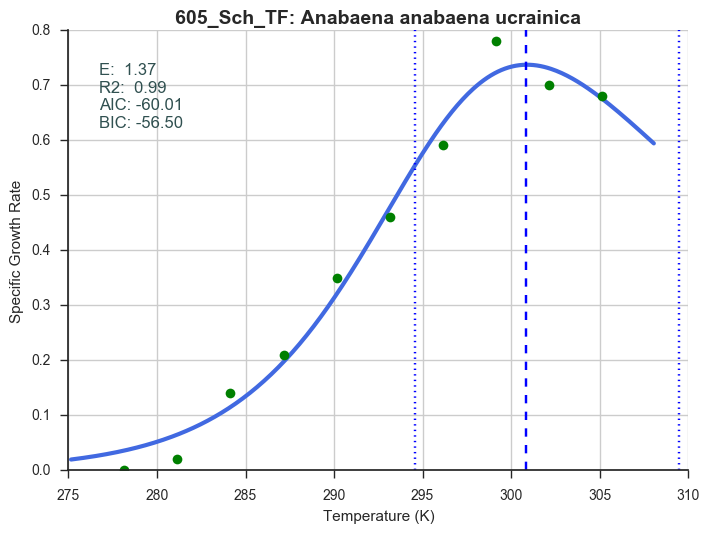 605_Sch_TF: Anabaena anabaena ucrainica
E:  1.37
R2:  0.99
AIC: -60.01
BIC: -56.50
Specific Growth Rate
0.8
0.7
0.6
0.5
0.4
0.3
0.2
0.1
0.0
275 280 285 290 295 300 305 310
Temperature (K)